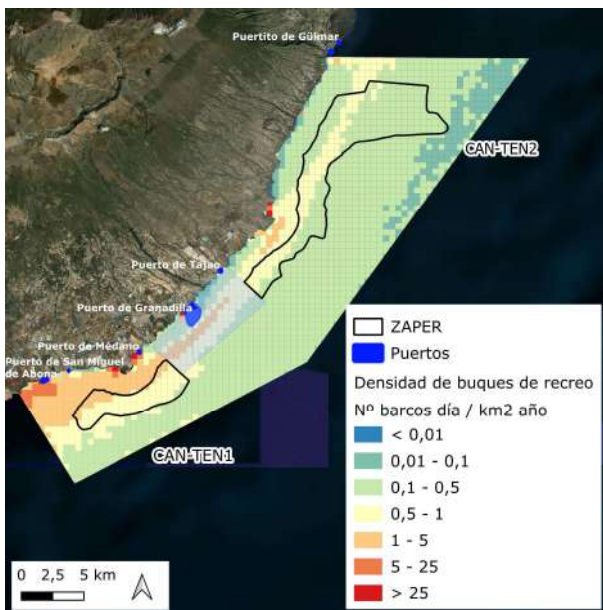 Puertito de Güímar
CAN-TEN2
Puerto de Tajao
Puerto de Granadilla
Puerto de Médano
Puerto de San Miguel
de Abona
CAN-TEN1
ZAPER
Puertos
Densidad de buques de recreo
Nº barcos día / km2 año
< 0,01
0,01 - 0,1
0,1 - 0,5
0,5 - 1
1 - 5
5 - 25
> 25
0 2,5 5 km